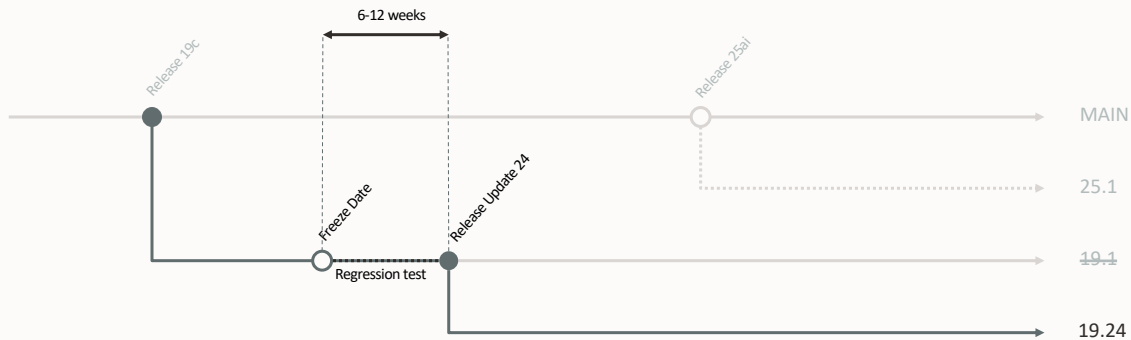 6-12 weeks
Release 19c
Release 25ai
MAIN
25.1
Freeze Date
Release Update 24
19.1
Regression test
19.24